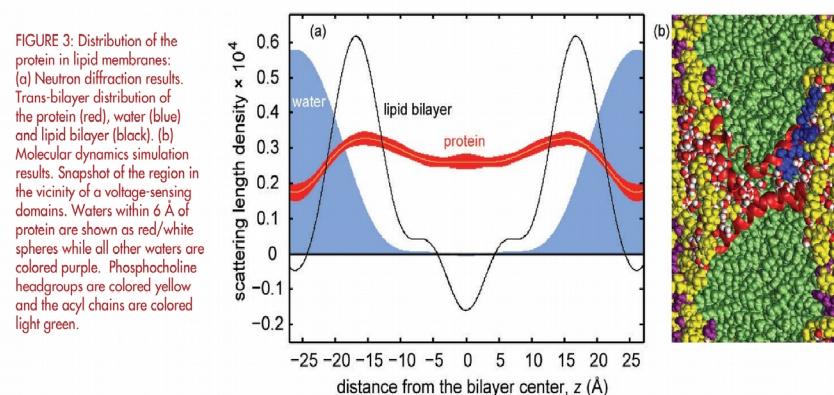 FIGURE 3: Distribution of the
protein in lipid membranes:
(a) Neutron diffraction results.
Trans-bilayer distribution of
the protein (red), water (blue)
and lipid bilayer (black). (b)
Molecular dynamics simulation
results. Snapshot of the region in
the vicinity of a voltage-sensing
domains. Waters within 6 Å of
protein are shown as red/white
spheres while all other waters are
colored purple. Phosphocholine
headgroups are colored yellow
and the acyl chains are colored
light green.
(a)
(b)
scattering length density × 10⁴
0.6
0.5
0.4
0.3
0.2
0.1
0
−0.1
−0.2
water
lipid bilayer
protein
−25 −20 −15 −10 −5 0 5 10 15 20 25
distance from the bilayer center, z (Å)